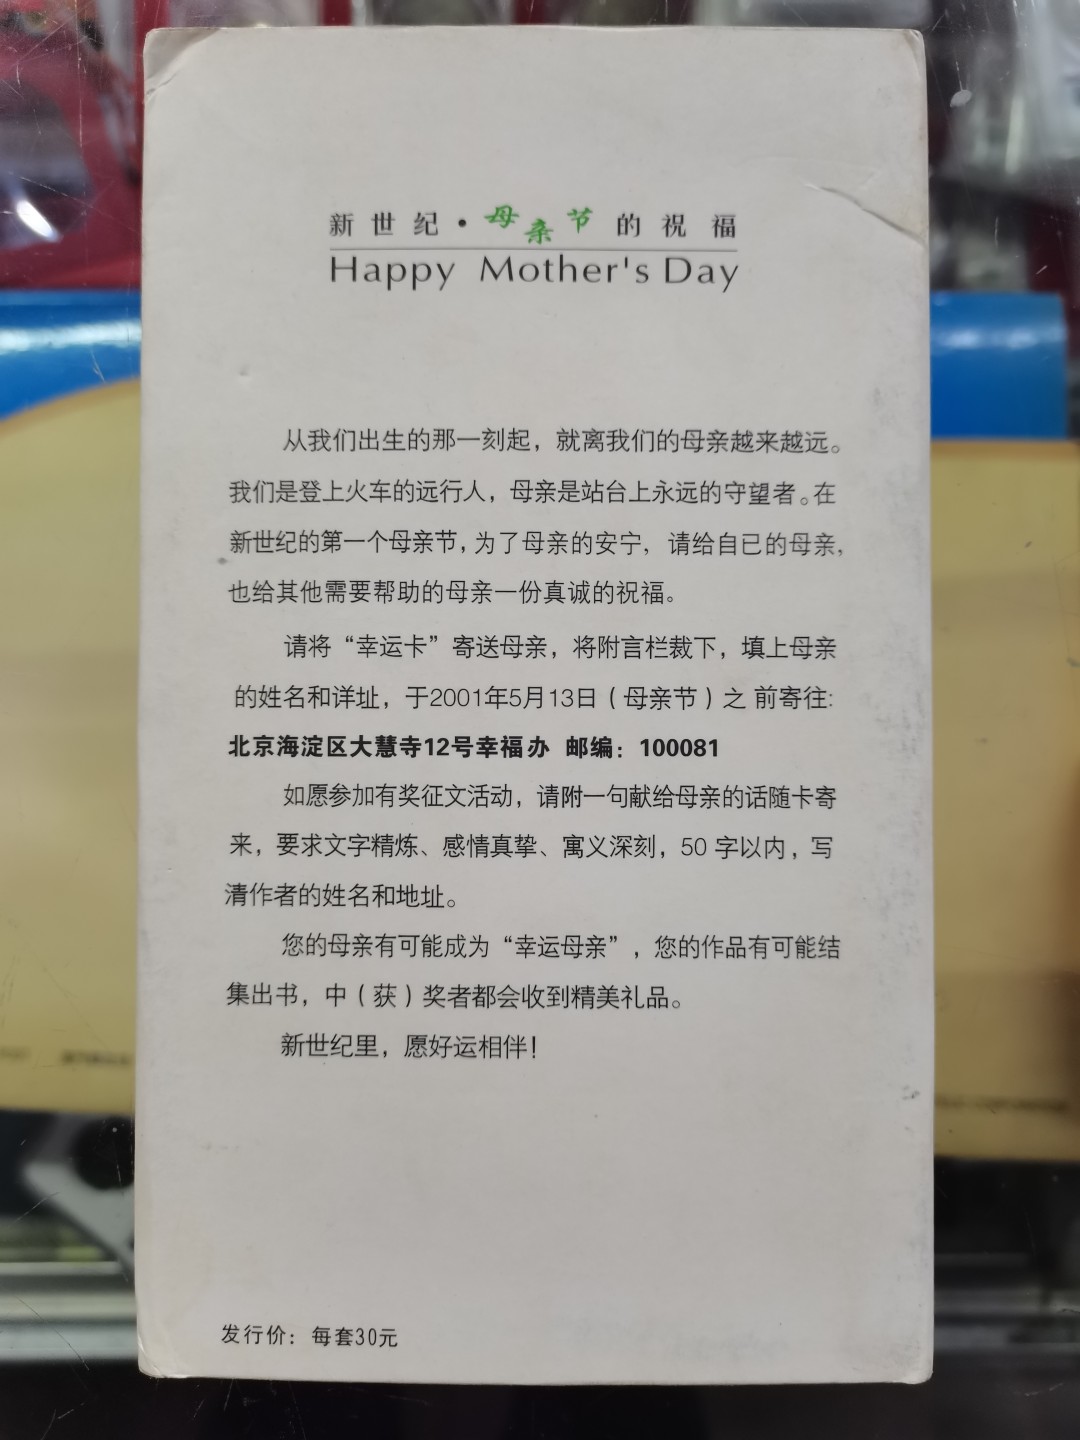 新世纪·母亲节的祝福
Happy Mother's Day
从我们出生的那一刻起，就离我们的母亲越来越远。
我们是登上火车的远行人，母亲是站台上永远的守望者。在
新世纪的第一个母亲节，为了母亲的安宁，请给自已的母亲，
也给其他需要帮助的母亲一份真诚的祝福。
请将“幸运卡”寄送母亲，将附言栏裁下，填上母亲
的姓名和详址，于2001年5月13日（母亲节）之 前寄往：
北京海淀区大慧寺12号幸福办 邮编：100081
如愿参加有奖征文活动，请附一句献给母亲的话随卡寄
来，要求文字精炼、感情真挚、寓义深刻，50 字以内，写
清作者的姓名和地址。
您的母亲有可能成为“幸运母亲”，您的作品有可能结
集出书，中（获）奖者都会收到精美礼品。
新世纪里，愿好运相伴！
发行价：每套30元